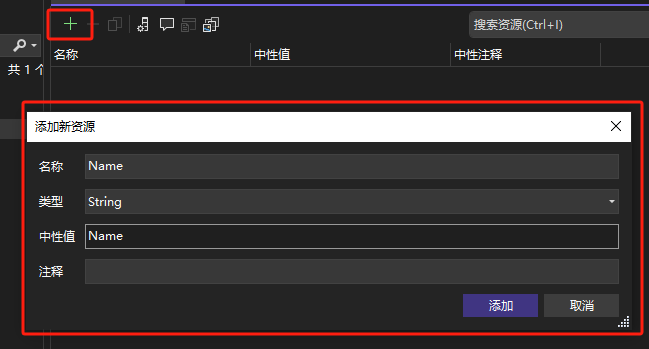 搜索资源(Ctrl+I)
名称 中性值 中性注释
共 1 个
添加新资源
名称 Name
类型 String
中性值 Name
注释
添加 取消